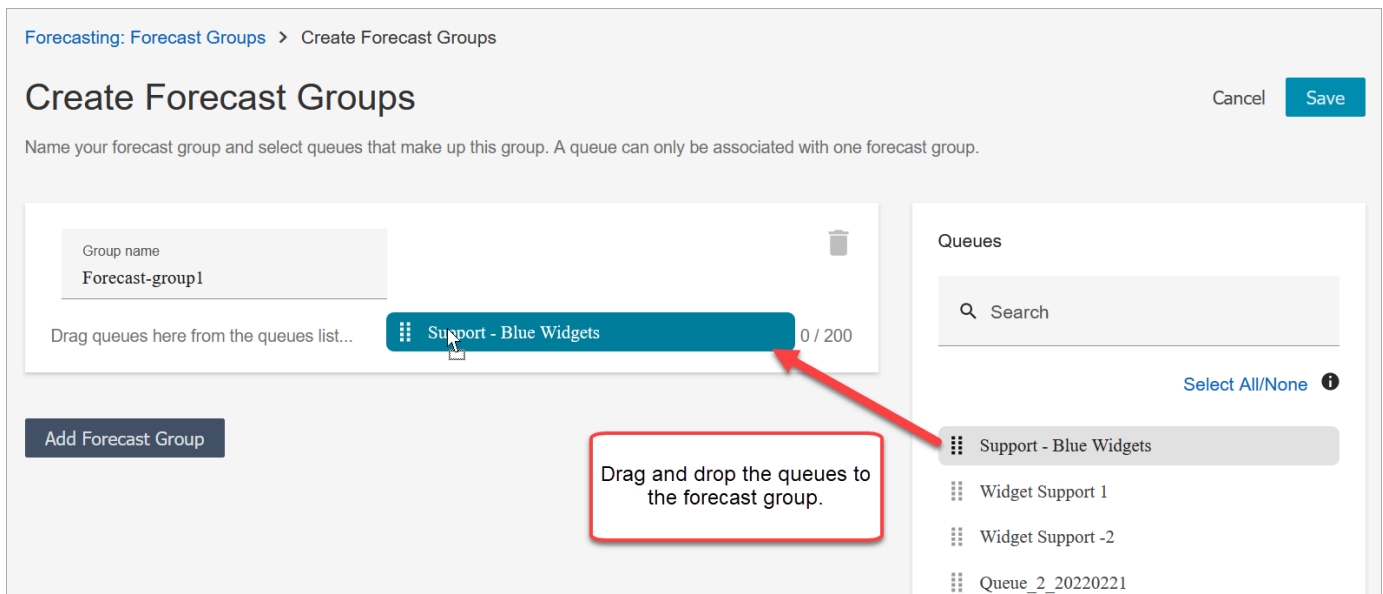 Forecasting: Forecast Groups > Create Forecast Groups
Create Forecast Groups
Cancel
Save
Name your forecast group and select queues that make up this group. A queue can only be associated with one forecast group.
Group name
Forecast-group1
Drag queues here from the queues list...
Support - Blue Widgets
0 / 200
Add Forecast Group
Drag and drop the queues to
the forecast group.
Queues
Search
Select All/None
Support - Blue Widgets
Widget Support 1
Widget Support -2
Queue_2_20220221